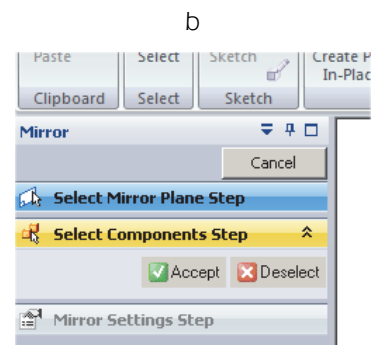 b
Paste Select Sketch Create P
In-Plac
Clipboard Select Sketch
Mirror
Cancel
Select Mirror Plane Step
Select Components Step
Accept Deselect
Mirror Settings Step